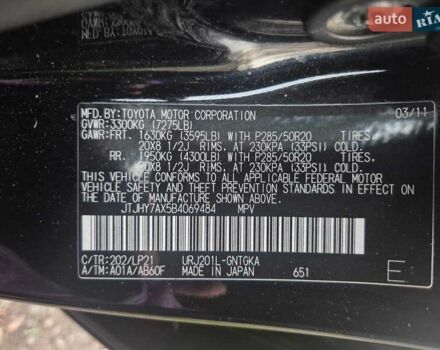 AUTO RIA
MFD. BY: TOYOTA MOTOR CORPORATION 03/11
GVWR: 3300KG (7275LB)
GAWR: FRT. 1630KG (3595LB) WITH P285/50R20 TIRES,
20X8 1/2J RIMS, AT 230KPA (33PSI) COLD
RR. 1950KG (4300LB) WITH P285/50R20 TIRES,
20X8 1/2J RIMS, AT 230KPA (33PSI) COLD
THIS VEHICLE CONFORMS TO ALL APPLICABLE FEDERAL MOTOR
VEHICLE SAFETY, BUMPER, AND THEFT PREVENTION STANDARDS
IN EFFECT ON THE DATE OF MANUFACTURE SHOWN ABOVE.
JTJHY7AX5B4069484 MPV
C/TR: 202/LP21 URJ201L-GNTGKA
A/TM: A01A/AB60F MADE IN JAPAN 651 E